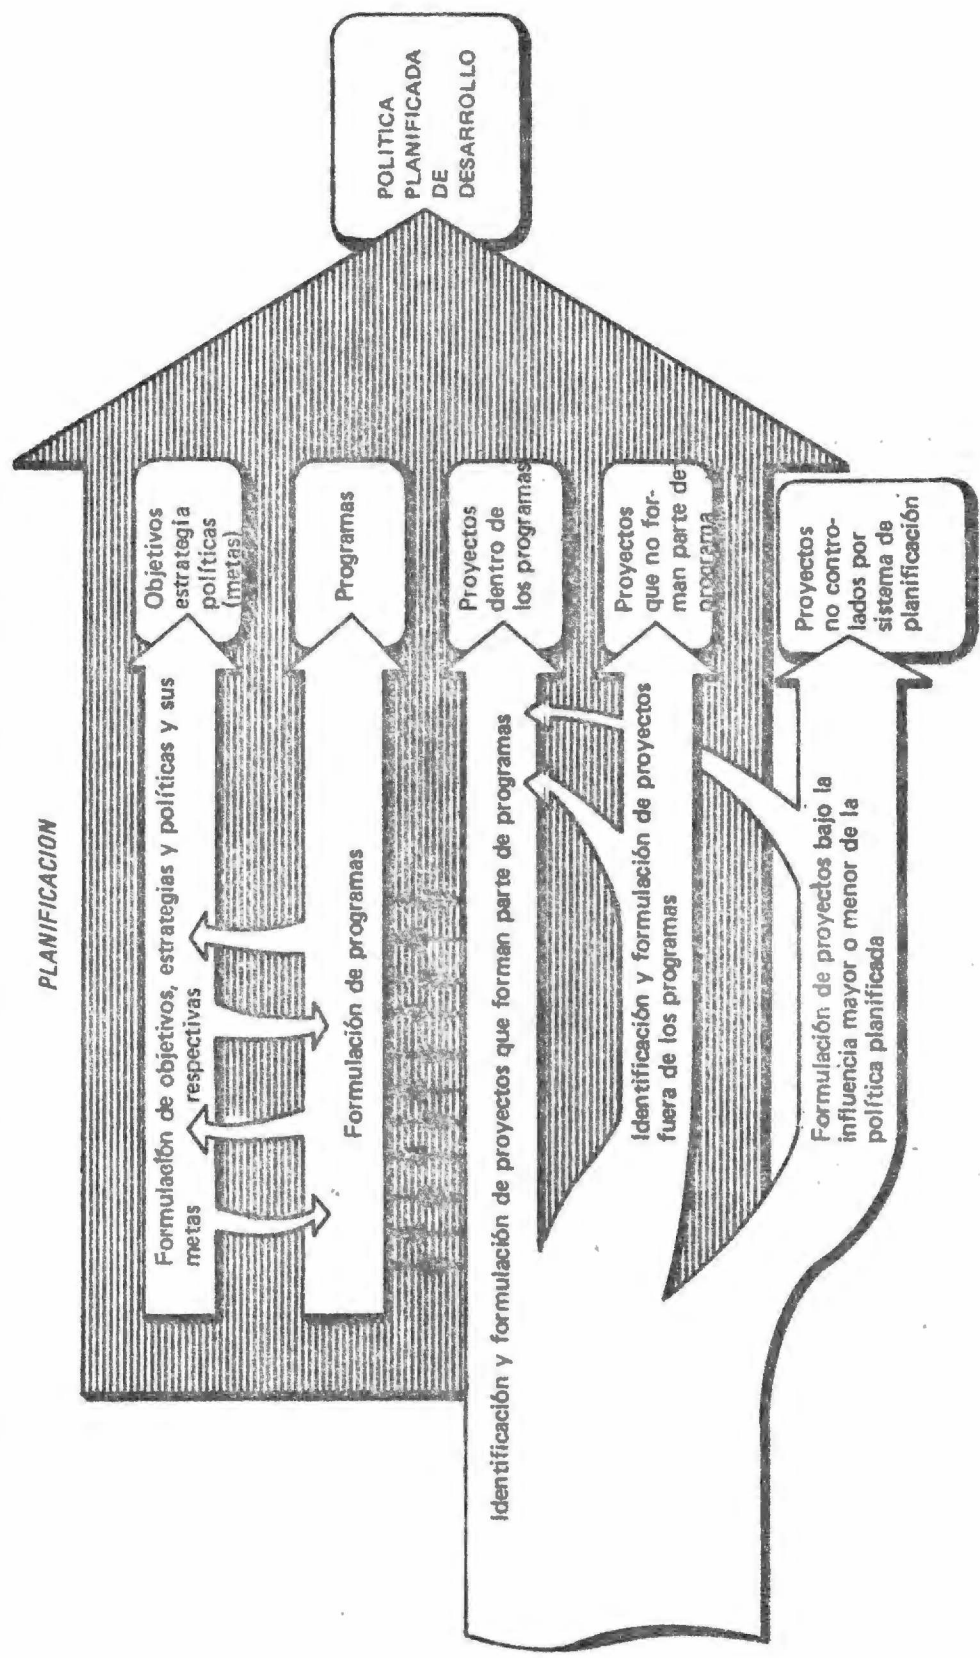 PLANIFICACION
Formulación de objetivos, estrategias y políticas y sus
metas respectivas
Objetivos
estrategia
políticas
(metas)
Formulación de programas
Programas
POLITICA
PLANIFICADA
DE
DESARROLLO
Identificación y formulación de proyectos que forman parte de programas
Proyectos
dentro de
los programas
Identificación y formulación de proyectos
fuera de los programas
Proyectos
que no for-
man parte de
programa
Formulación de proyectos bajo la
influencia mayor o menor de la
política planificada
Proyectos
no contro-
lados por
sistema de
planificación